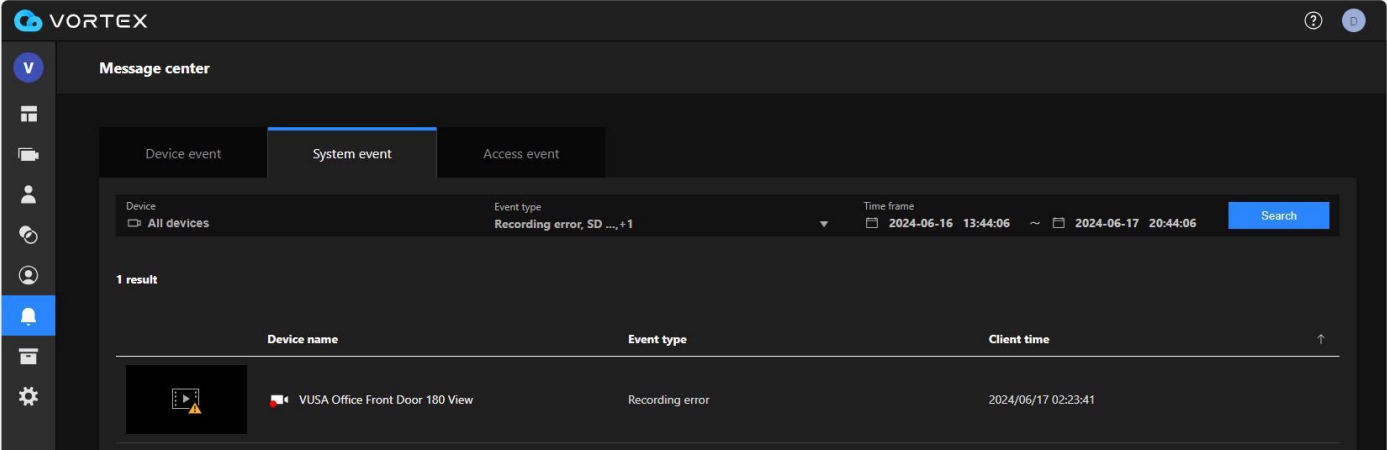 VORTEX
D
V
Message center
Device event System event Access event
Device Event type Time frame
All devices Recording error, SD ...,+1 2024-06-16 13:44:06 ~ 2024-06-17 20:44:06 Search
1 result
Device name Event type Client time
VUSA Office Front Door 180 View Recording error 2024/06/17 02:23:41